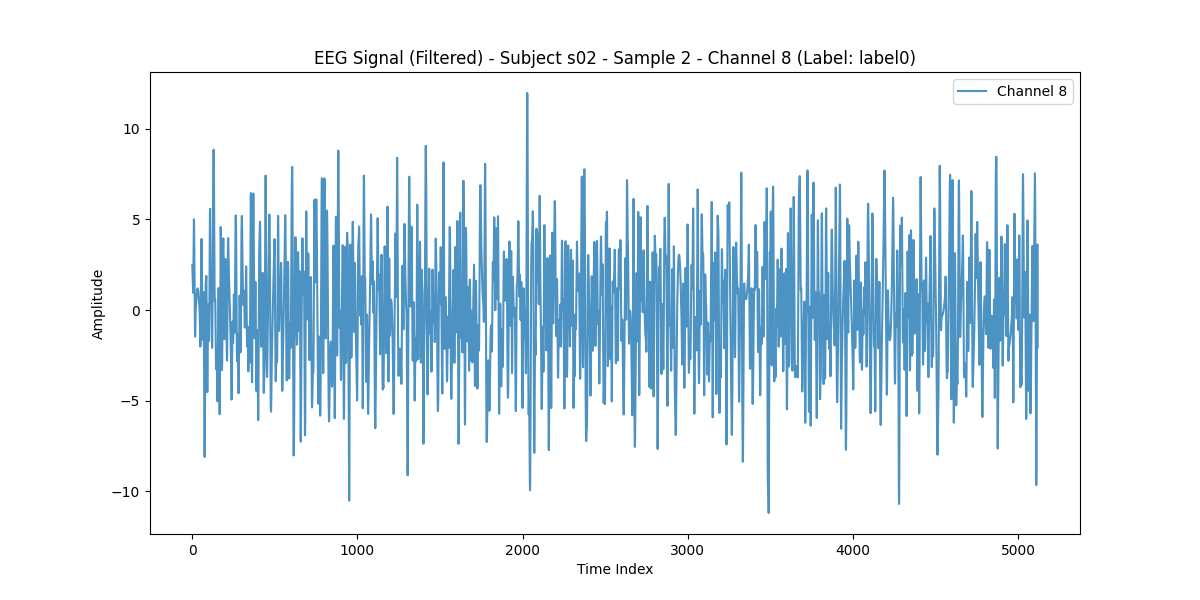 EEG Signal (Filtered) - Subject s02 - Sample 2 - Channel 8 (Label: label0)
Channel 8
Amplitude
10
5
0
−5
−10
0 1000 2000 3000 4000 5000
Time Index